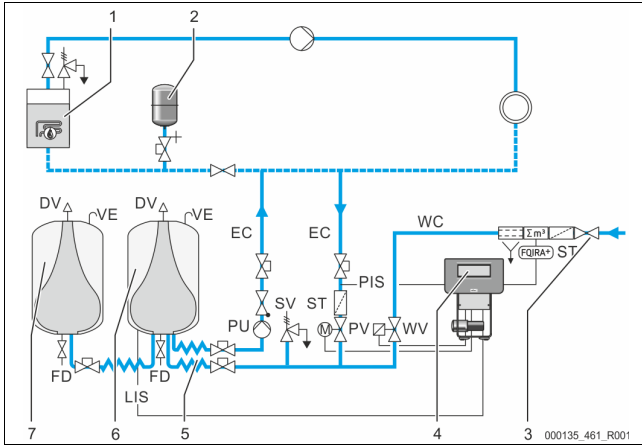 1
2
DV
VE
DV
VE
EC
EC
WC
Σm³
FQIRA+
ST
PIS
SV
ST
PU
M
PV
WV
FD
FD
LIS
7
6
5
4
3
000135_461_R001